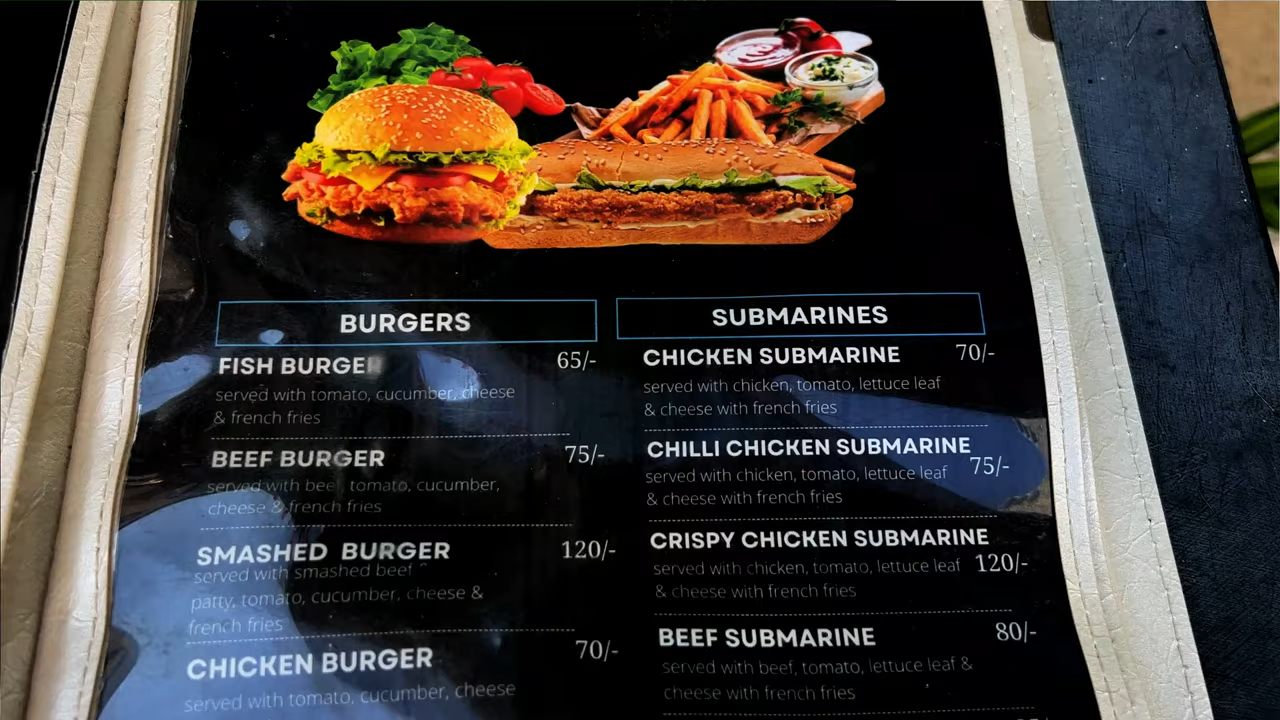 BURGERS
FISH BURGER 65/-
served with tomato, cucumber, cheese
& french fries
BEEF BURGER 75/-
served with beef, tomato, cucumber,
cheese & french fries
SMASHED BURGER 120/-
served with smashed beef
patty, tomato, cucumber, cheese &
french fries
CHICKEN BURGER 70/-
served with tomato, cucumber, cheese
SUBMARINES
CHICKEN SUBMARINE 70/-
served with chicken, tomato, lettuce leaf
& cheese with french fries
CHILLI CHICKEN SUBMARINE
served with chicken, tomato, lettuce leaf 75/-
& cheese with french fries
CRISPY CHICKEN SUBMARINE
served with chicken, tomato, lettuce leaf 120/-
& cheese with french fries
BEEF SUBMARINE 80/-
served with beef, tomato, lettuce leaf &
cheese with french fries